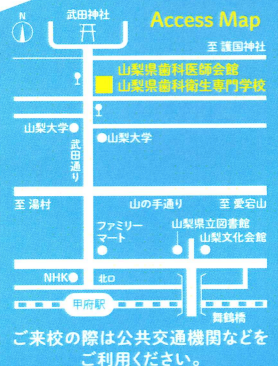 N
武田神社
Access Map
至 護国神社
山梨県歯科医師会館
山梨県歯科衛生専門学校
山梨大学
山梨大学
武田通り
至 湯村
山の手通り
至 愛宕山
ファミリー
マート
山梨県立図書館
山梨文化会館
NHK
北口
甲府駅
舞鶴橋
ご来校の際は公共交通機関などを
ご利用ください。